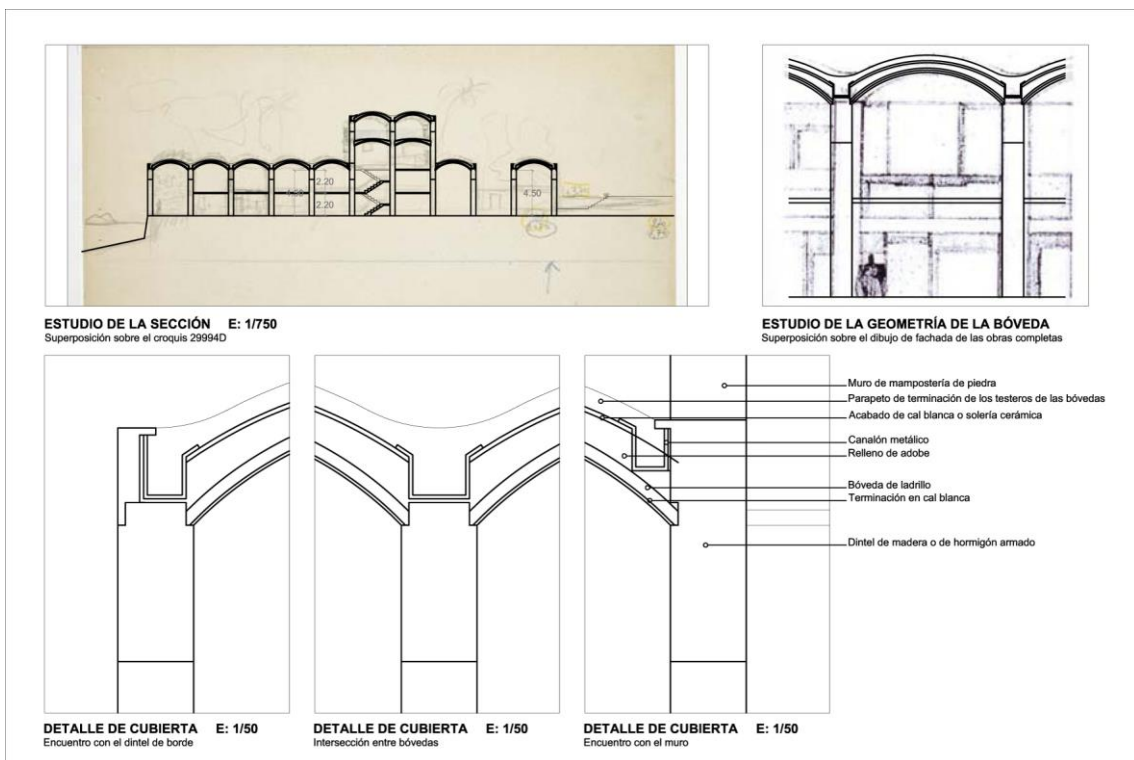 2.20
4.50
2.20
4.50
ESTUDIO DE LA SECCIÓN E: 1/750
Superposición sobre el croquis 29994D
ESTUDIO DE LA GEOMETRÍA DE LA BÓVEDA
Superposición sobre el dibujo de fachada de las obras completas
Muro de mampostería de piedra
Parapeto de terminación de los testeros de las bóvedas
Acabado de cal blanca o solería cerámica
Canalón metálico
Relleno de adobe
Bóveda de ladrillo
Terminación en cal blanca
Dintel de madera o de hormigón armado
DETALLE DE CUBIERTA E: 1/50
Encuentro con el dintel de borde
DETALLE DE CUBIERTA E: 1/50
Intersección entre bóvedas
DETALLE DE CUBIERTA E: 1/50
Encuentro con el muro